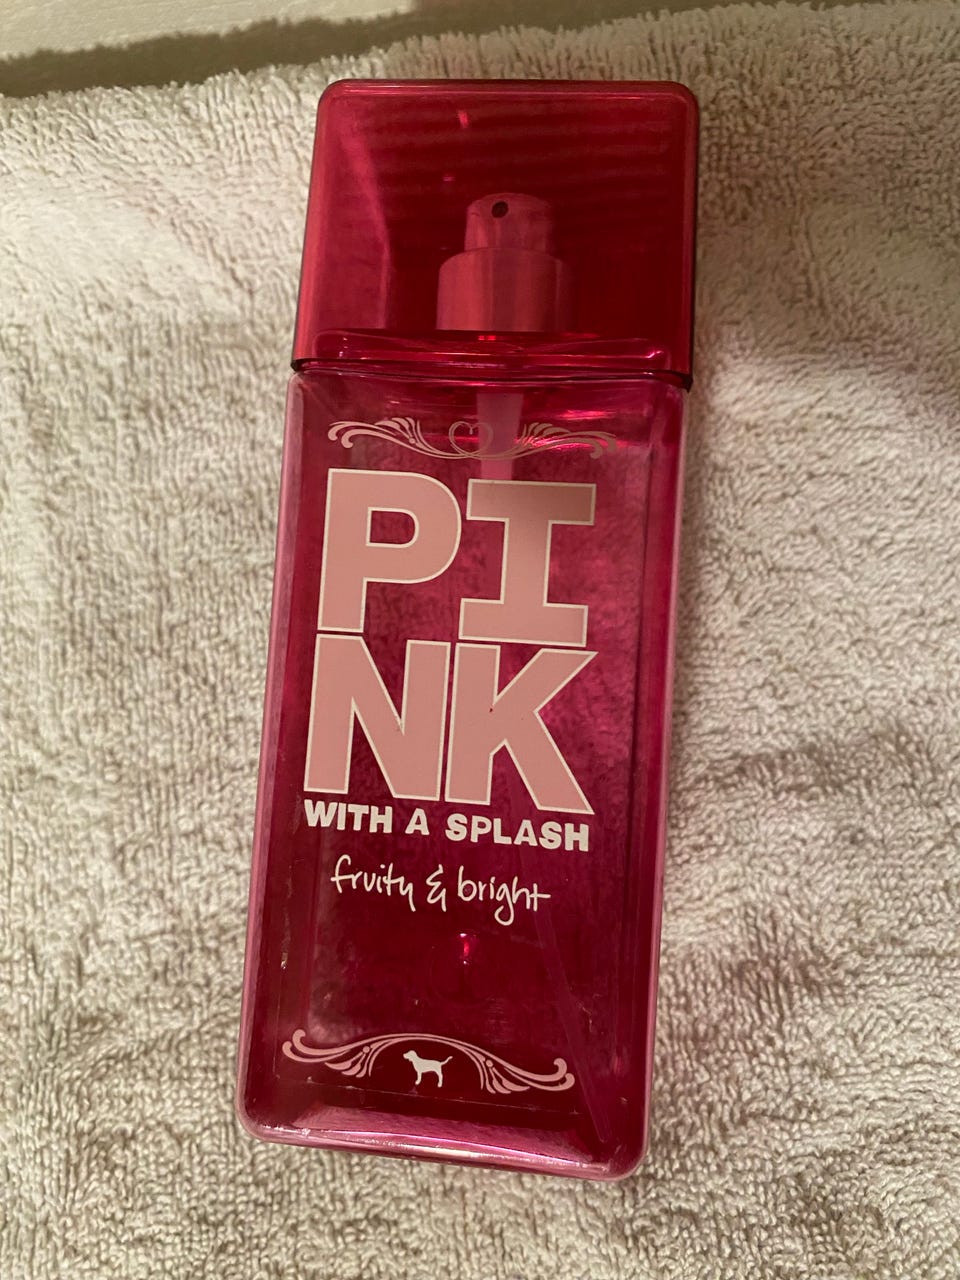 PI
NK
WITH A SPLASH
fruity & bright